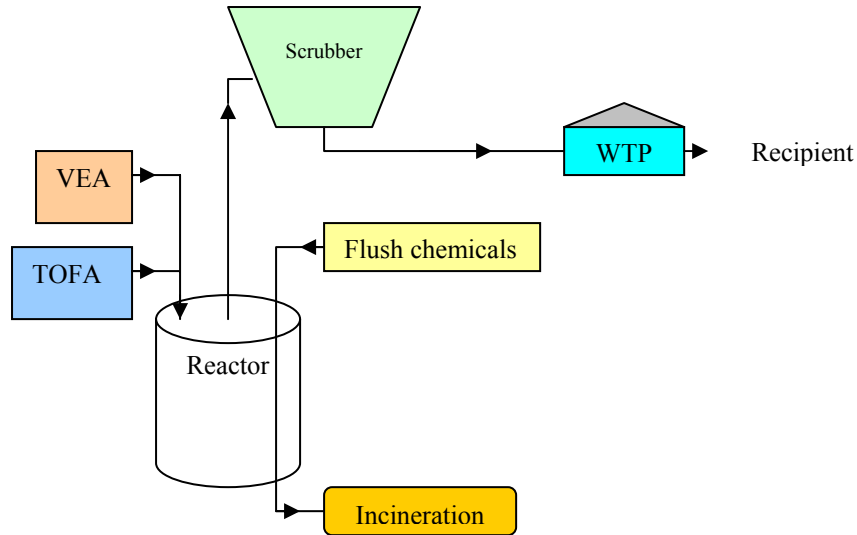 Scrubber
WTP
Recipient
VEA
Flush chemicals
TOFA
Reactor
Incineration